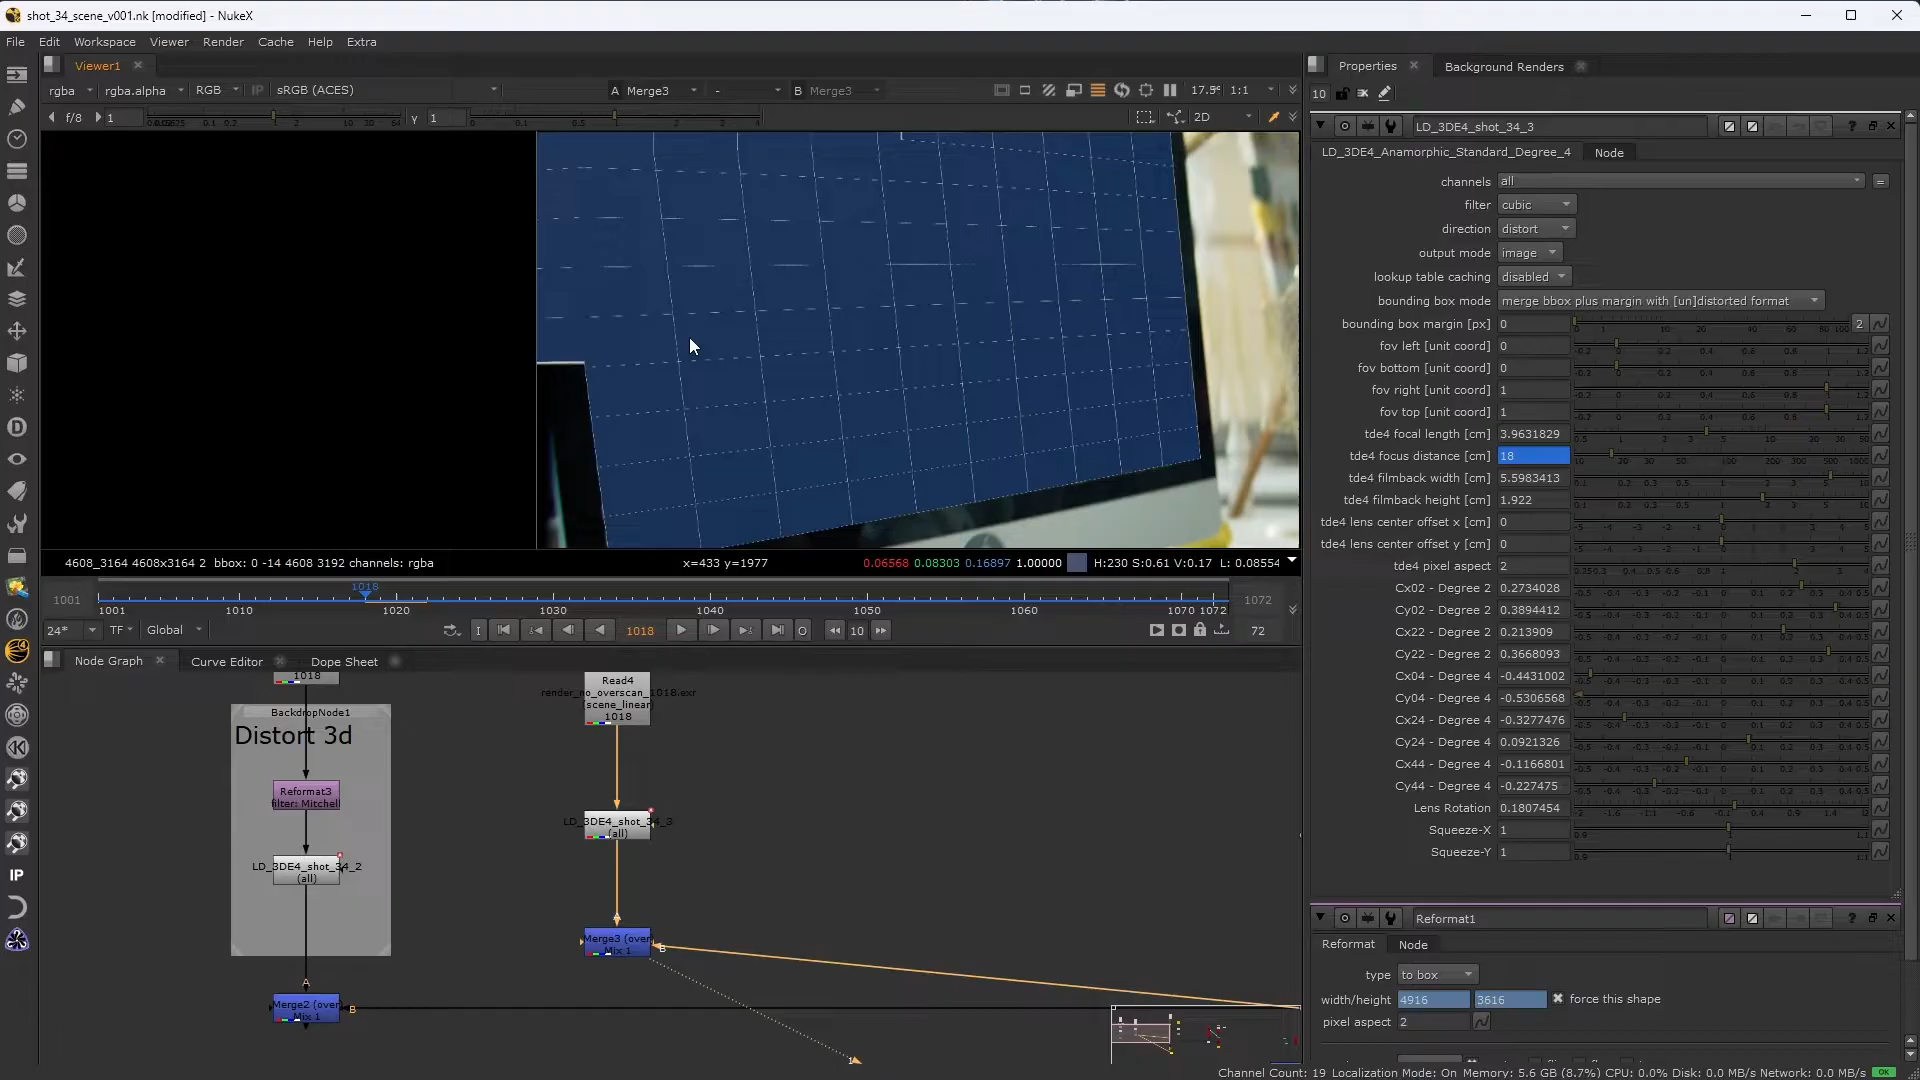 shot_34_scene_v001.nk [modified] - NukeX
File Edit Workspace Viewer Render Cache Help Extra
Viewer1
rgba rgba.alpha RGB IP sRGB (ACES) A Merge3 - B Merge3 17.5% 1:1
f/8 1 y 1 2D
4608_3164 4608x3164 2 bbox: 0 -14 4608 3192 channels: rgba x=433 y=1977 0.06568 0.08303 0.16897 1.00000 H:230 S:0.61 V:0.17 L: 0.08554
1018
1001 1001 1010 1020 1030 1040 1050 1060 1070 1072 1072
24* TF Global I 1018 O 10 72
Node Graph Curve Editor Dope Sheet
1018
BackdropNode1
Distort 3d
Reformat3
filter: Mitchell
LD_3DE4_shot_34_2
(all)
A
Merge2 (over)
Mix 1
B
Read4
render_no_overscan_1018.exr
(scene_linear)
1018
LD_3DE4_shot_34_3
(all)
A
Merge3 (over)
Mix 1
B
1
IP
Properties Background Renders
10
LD_3DE4_shot_34_3
LD_3DE4_Anamorphic_Standard_Degree_4 Node
channels all
filter cubic
direction distort
output mode image
lookup table caching disabled
bounding box mode merge bbox plus margin with [un]distorted format
bounding box margin [px] 0 2
fov left [unit coord] 0
fov bottom [unit coord] 0
fov right [unit coord] 1
fov top [unit coord] 1
tde4 focal length [cm] 3.9631829
tde4 focus distance [cm] 18
tde4 filmback width [cm] 5.5983413
tde4 filmback height [cm] 1.922
tde4 lens center offset x [cm] 0
tde4 lens center offset y [cm] 0
tde4 pixel aspect 2
Cx02 - Degree 2 0.2734028
Cy02 - Degree 2 0.3894412
Cx22 - Degree 2 0.213909
Cy22 - Degree 2 0.3668093
Cx04 - Degree 4 -0.4431002
Cy04 - Degree 4 -0.5306568
Cx24 - Degree 4 -0.3277476
Cy24 - Degree 4 0.0921326
Cx44 - Degree 4 -0.1166801
Cy44 - Degree 4 -0.227475
Lens Rotation 0.1807454
Squeeze-X 1
Squeeze-Y 1
Reformat1
Reformat Node
type to box
width/height 4916 3616 force this shape
pixel aspect 2
Channel Count: 19 Localization Mode: On Memory: 5.6 GB (8.7%) CPU: 0.0% Disk: 0.0 MB/s Network: 0.0 MB/s OK